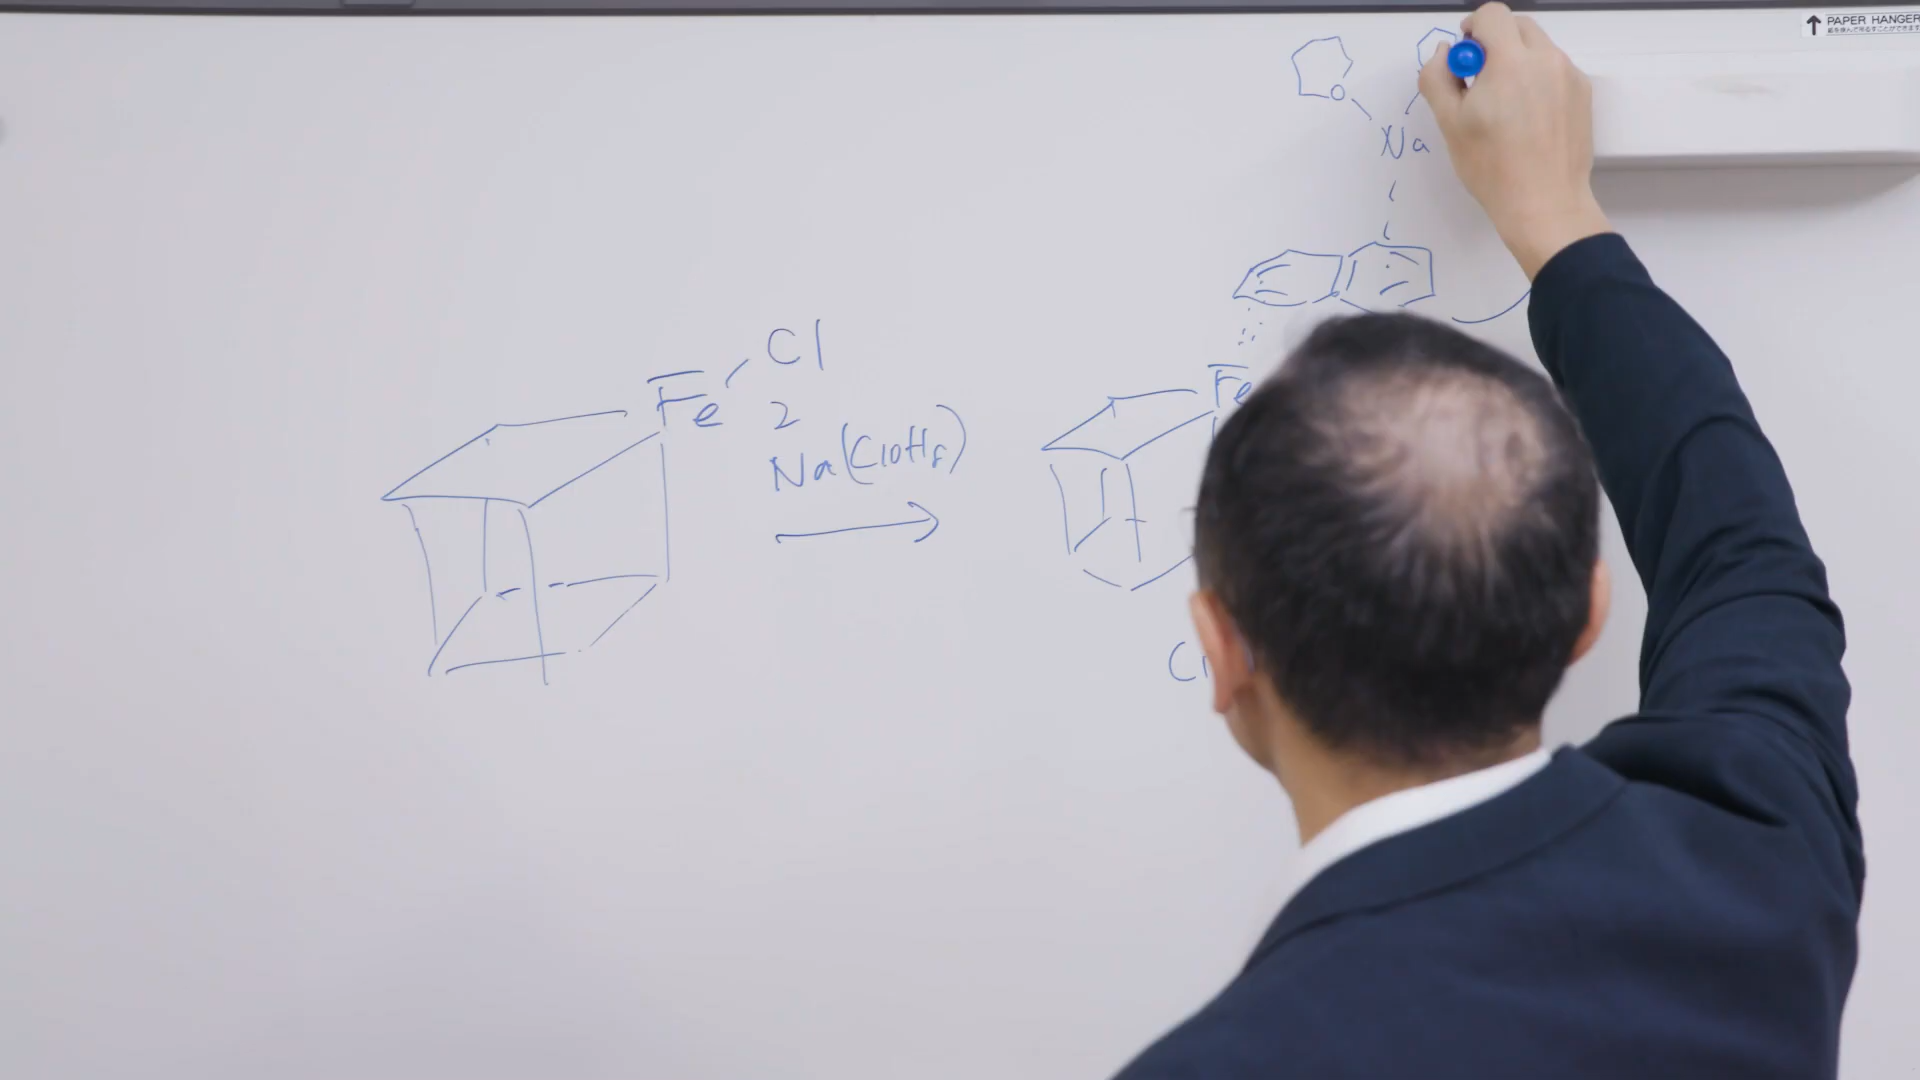 ↑ PAPER HANGER
O
Na
Cl
Fe
2
Na(C10H8)
Fe